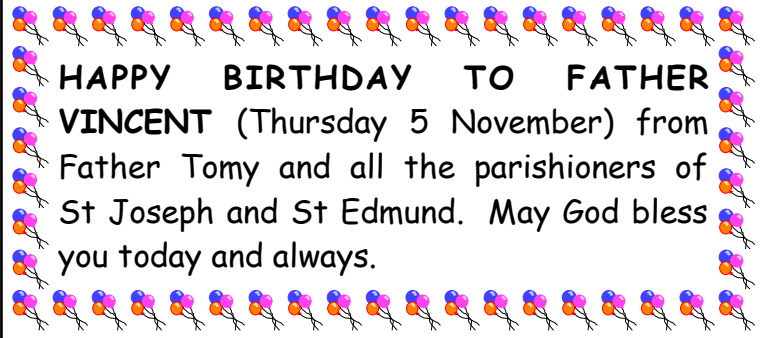 HAPPY BIRTHDAY TO FATHER
VINCENT (Thursday 5 November) from
Father Tomy and all the parishioners of
St Joseph and St Edmund. May God bless
you today and always.